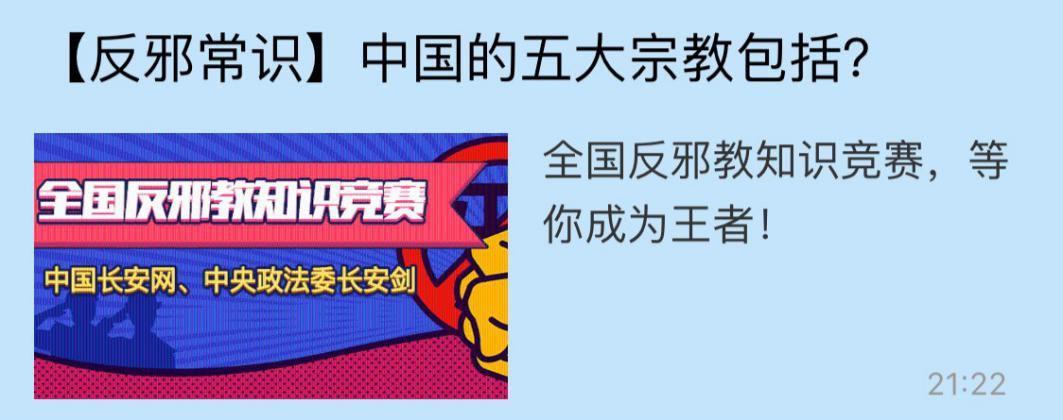 【反邪常识】中国的五大宗教包括？
全国反邪教知识竞赛
中国长安网、中央政法委长安剑
全国反邪教知识竞赛，等
你成为王者！
21:22